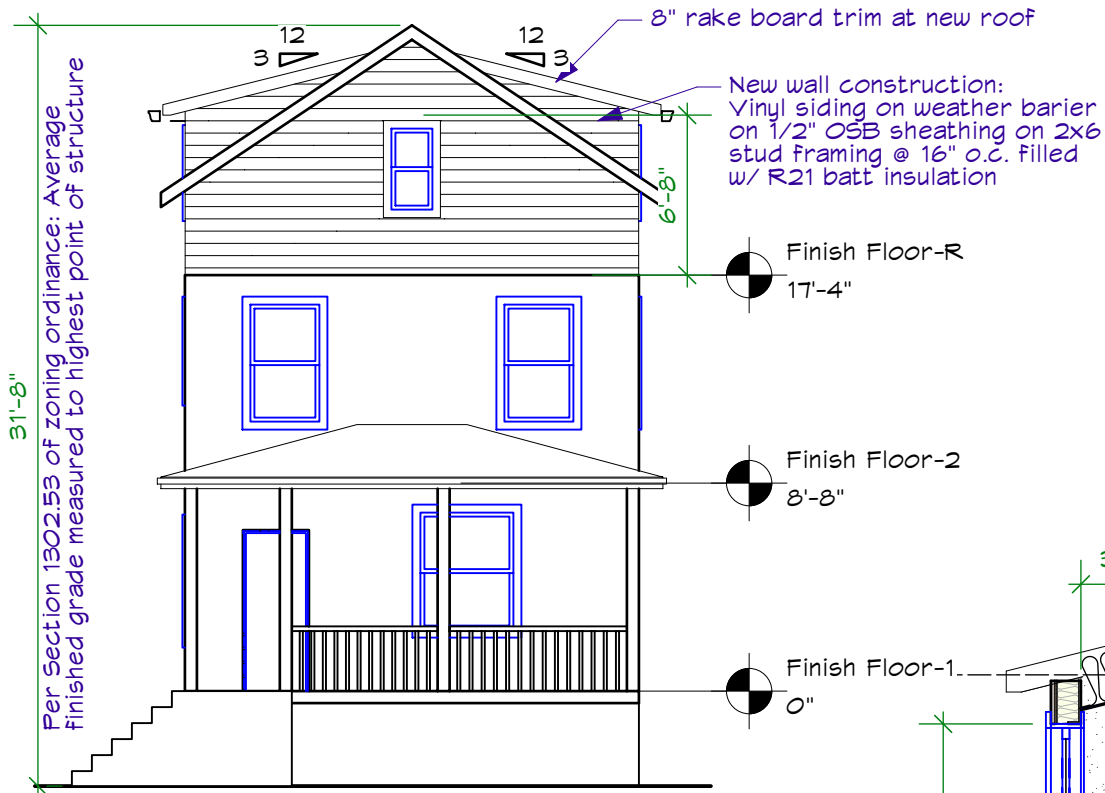 8" rake board trim at new roof
12
3
12
3
New wall construction:
Vinyl siding on weather barier
on 1/2" OSB sheathing on 2x6
stud framing @ 16" o.c. filled
w/ R21 batt insulation
6'-8"
Finish Floor-R
17'-4"
Per Section 1302.53 of zoning ordinance: Average
finished grade measured to highest point of structure
31'-8"
Finish Floor-2
8'-8"
Finish Floor-1
0"